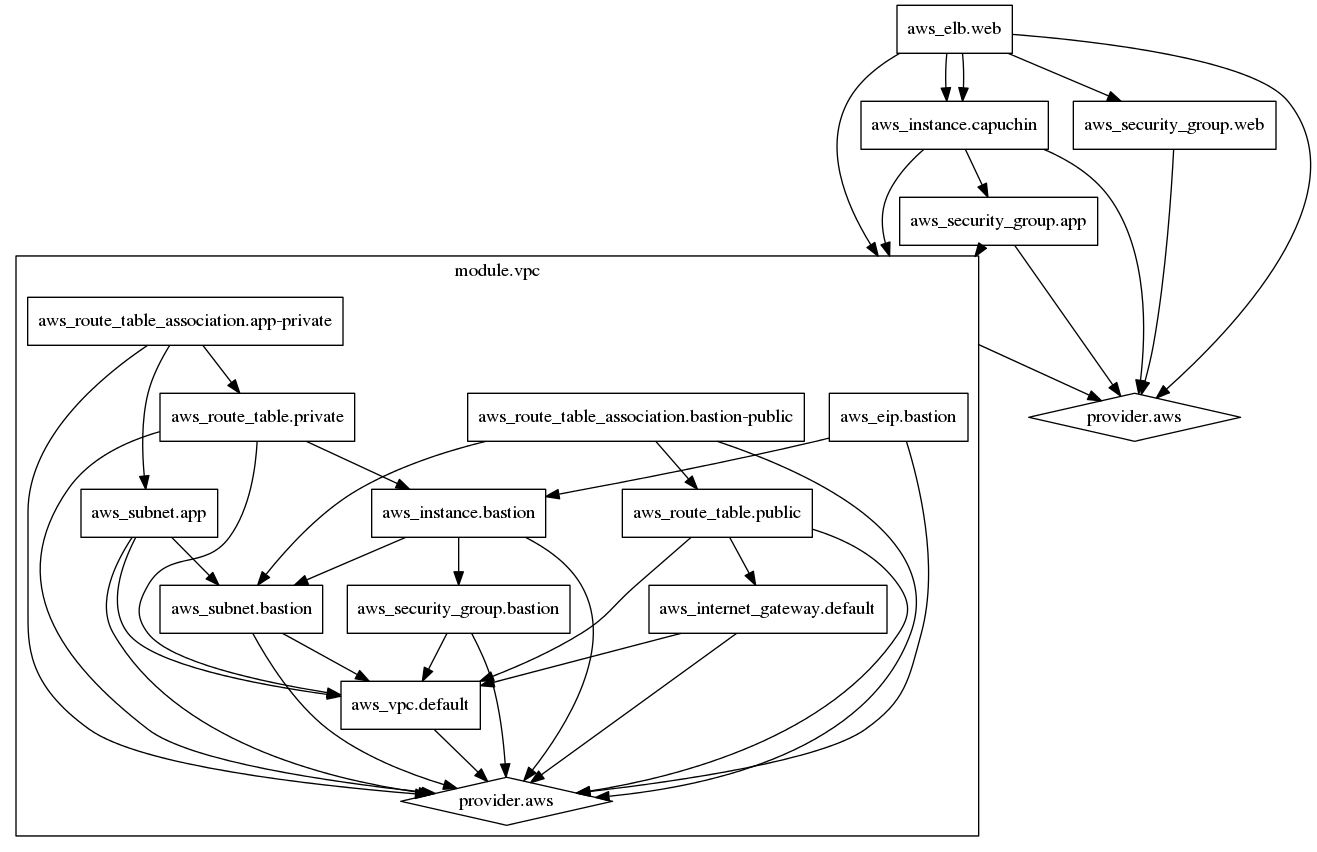 aws_elb.web
aws_instance.capuchin
aws_security_group.web
aws_security_group.app
module.vpc
aws_route_table_association.app-private
aws_route_table.private
aws_route_table_association.bastion-public
aws_eip.bastion
provider.aws
aws_subnet.app
aws_instance.bastion
aws_route_table.public
aws_subnet.bastion
aws_security_group.bastion
aws_internet_gateway.default
aws_vpc.default
provider.aws